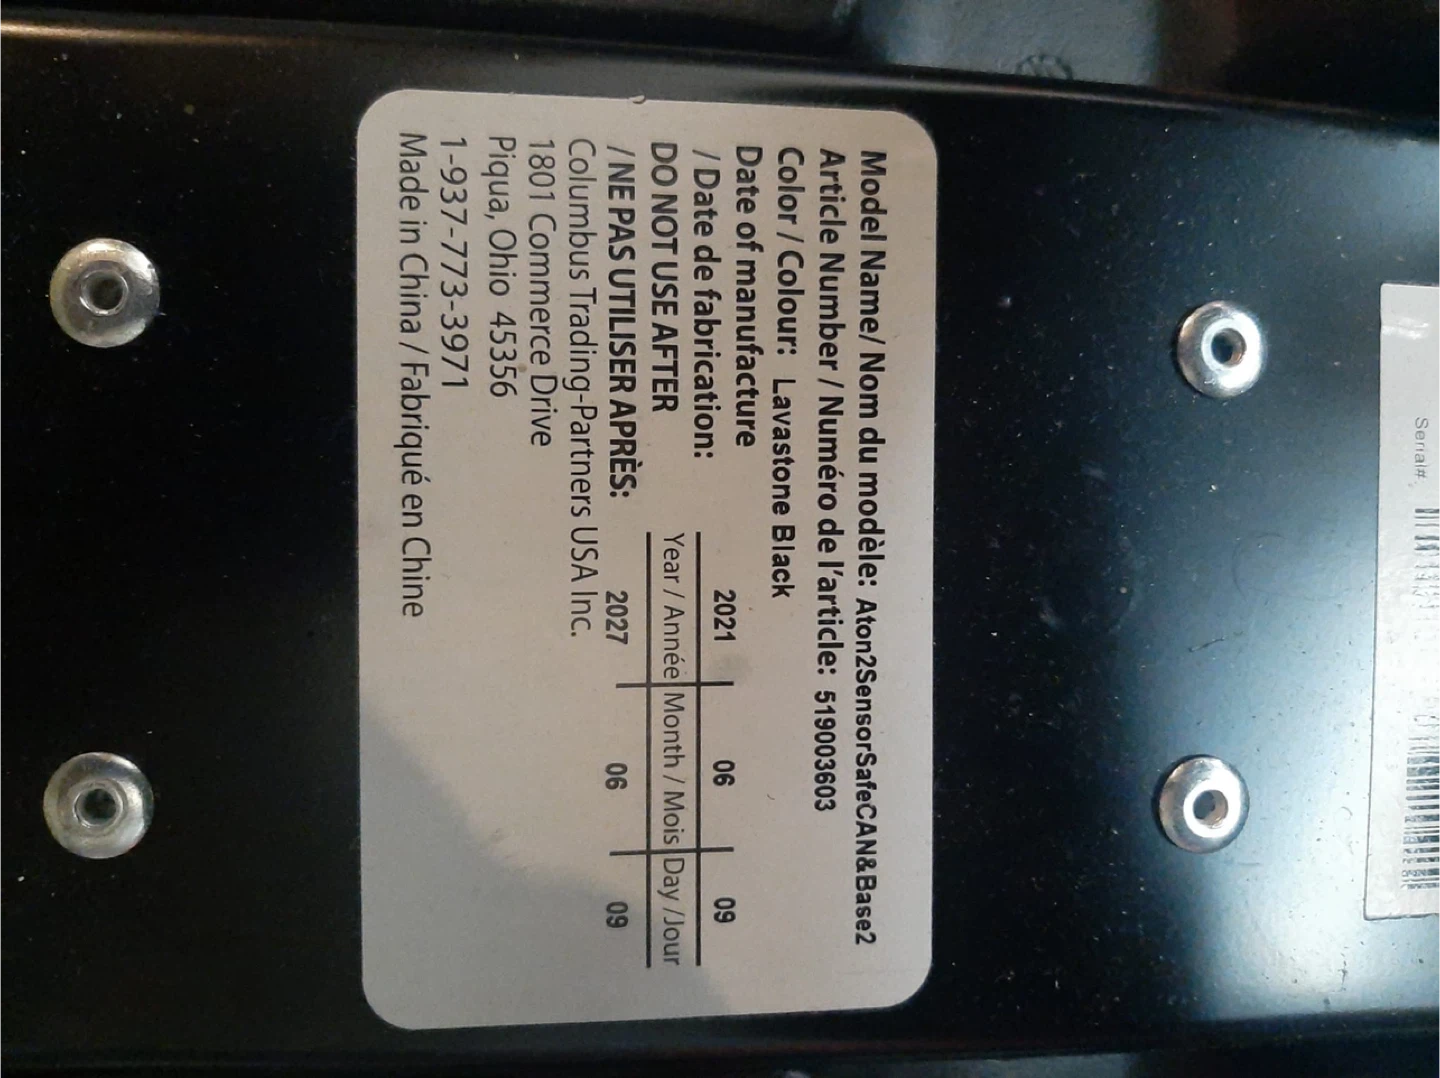 Model Name/ Nom du modèle: Aton2SensorSafeCAN&Base2
Article Number / Numéro de l'article: 519003603
Color / Colour: Lavastone Black
Date of manufacture
/ Date de fabrication: 2021 06 09
Year / Année Month / Mois Day /Jour
DO NOT USE AFTER
/ NE PAS UTILISER APRÈS: 2027 06 09
Columbus Trading-Partners USA Inc.
1801 Commerce Drive
Piqua, Ohio 45356
1-937-773-3971
Made in China / Fabriqué en Chine
Serial#